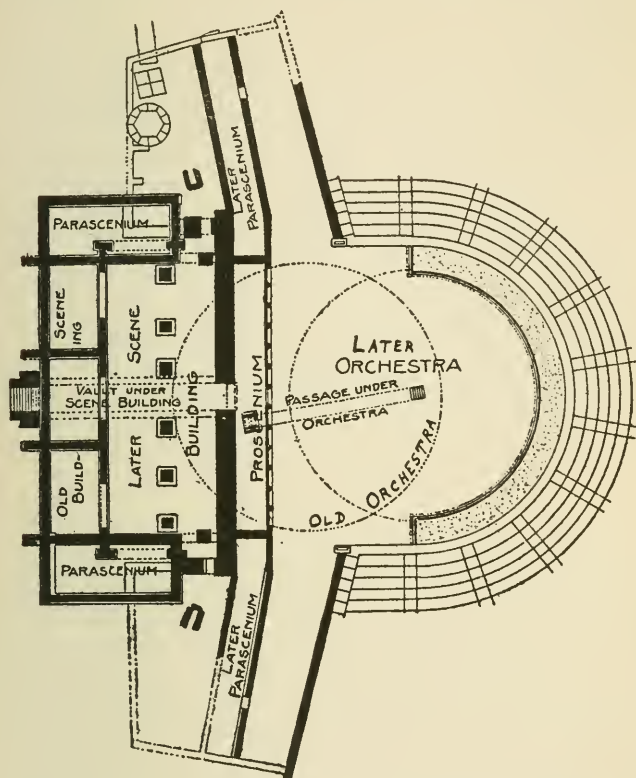 PARASCENIUM
LATER
PARASCENIUM
SCENE
ING
SCENE
LATER
ORCHESTRA
VAULT UNDER
SCENE BUILDING
BUILDING
PROSCENIUM
PASSAGE UNDER
ORCHESTRA
OLD
BUILD-
LATER
OLD ORCHESTRA
PARASCENIUM
LATER
PARASCENIUM